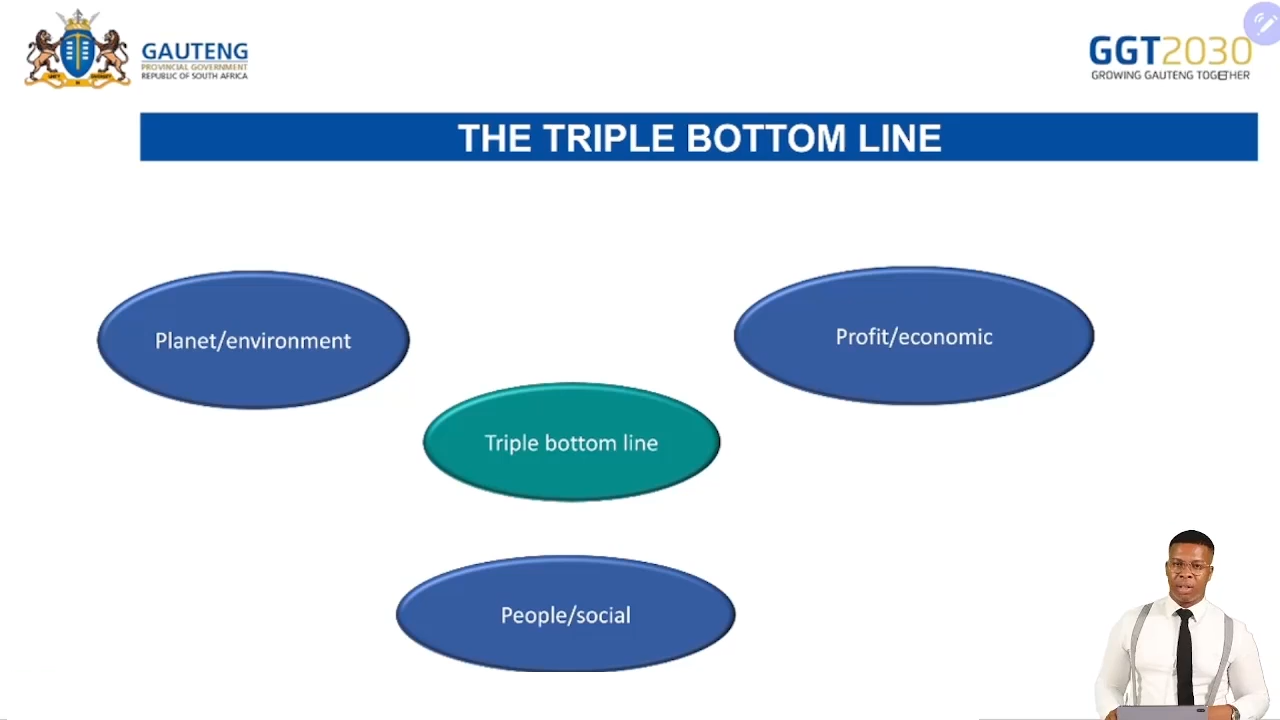 GAUTENG
PROVINCIAL GOVERNMENT
REPUBLIC OF SOUTH AFRICA
GGT2030
GROWING GAUTENG TOGETHER
THE TRIPLE BOTTOM LINE
Planet/environment
Profit/economic
Triple bottom line
People/social